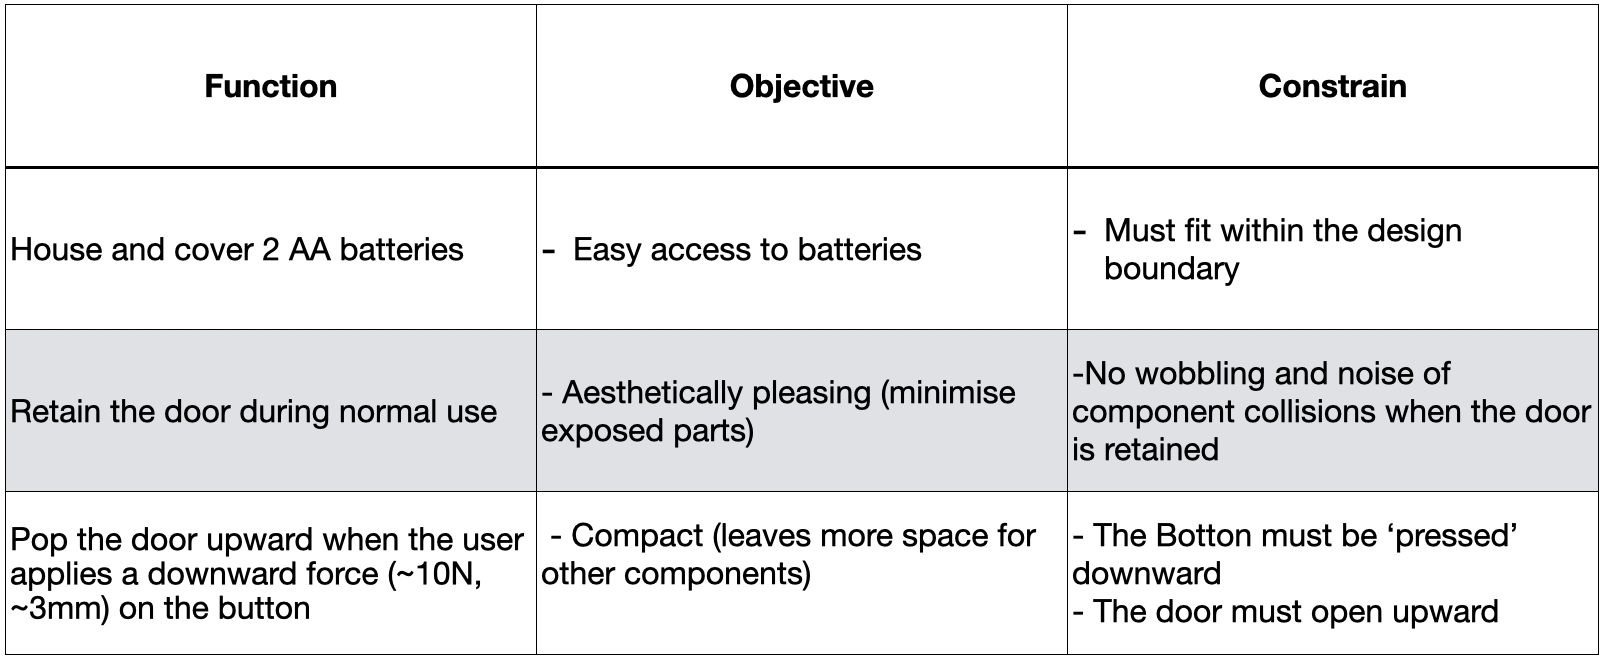 Function
Objective
Constrain
House and cover 2 AA batteries
- Easy access to batteries
- Must fit within the design
boundary
Retain the door during normal use
- Aesthetically pleasing (minimise
exposed parts)
-No wobbling and noise of
component collisions when the door
is retained
Pop the door upward when the user
applies a downward force (~10N,
~3mm) on the button
- Compact (leaves more space for
other components)
- The Botton must be ‘pressed’
downward
- The door must open upward